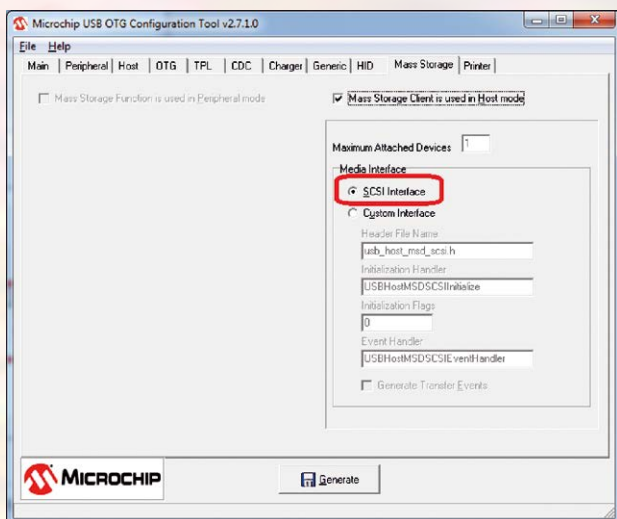 Microchip USB OTG Configuration Tool v2.7.1.0
File Help
Main Peripheral Host OTG TPL CDC Charger Generic HID Mass Storage Printer
Mass Storage Function is used in Peripheral mode
Mass Storage Client is used in Host mode
Maximum Attached Devices 1
Media Interface
SCSI Interface
Custom Interface
Header File Name
usb_host_msd_scsi.h
Initialization Handler
USBHostMSDSCSIInitialize
Initialization Flags
0
Event Handler
USBHostMSDSCSIEventHandler
Generate Transfer Events
MICROCHIP
Generate